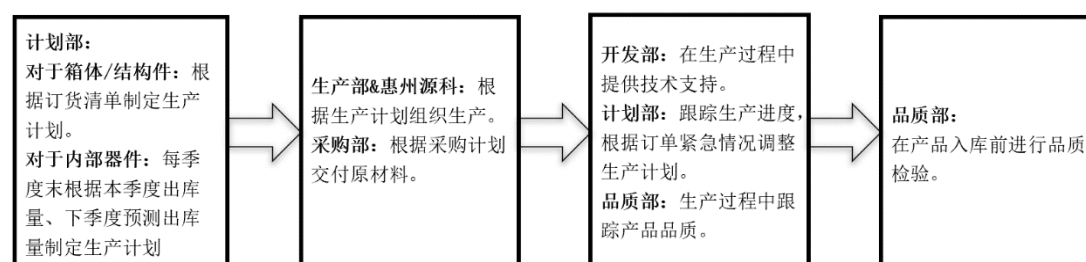 计划部：
对于箱体/结构件：根
据订货清单制定生产
计划。
对于内部器件：每季
度末根据本季度出库
量、下季度预测出库
量制定生产计划
生产部&惠州源科：根
据生产计划组织生产。
采购部：根据采购计划
交付原材料。
开发部：在生产过程中
提供技术支持。
计划部：跟踪生产进度，
根据订单紧急情况调整
生产计划。
品质部：生产过程中跟
踪产品品质。
品质部：
在产品入库前进行品质
检验。